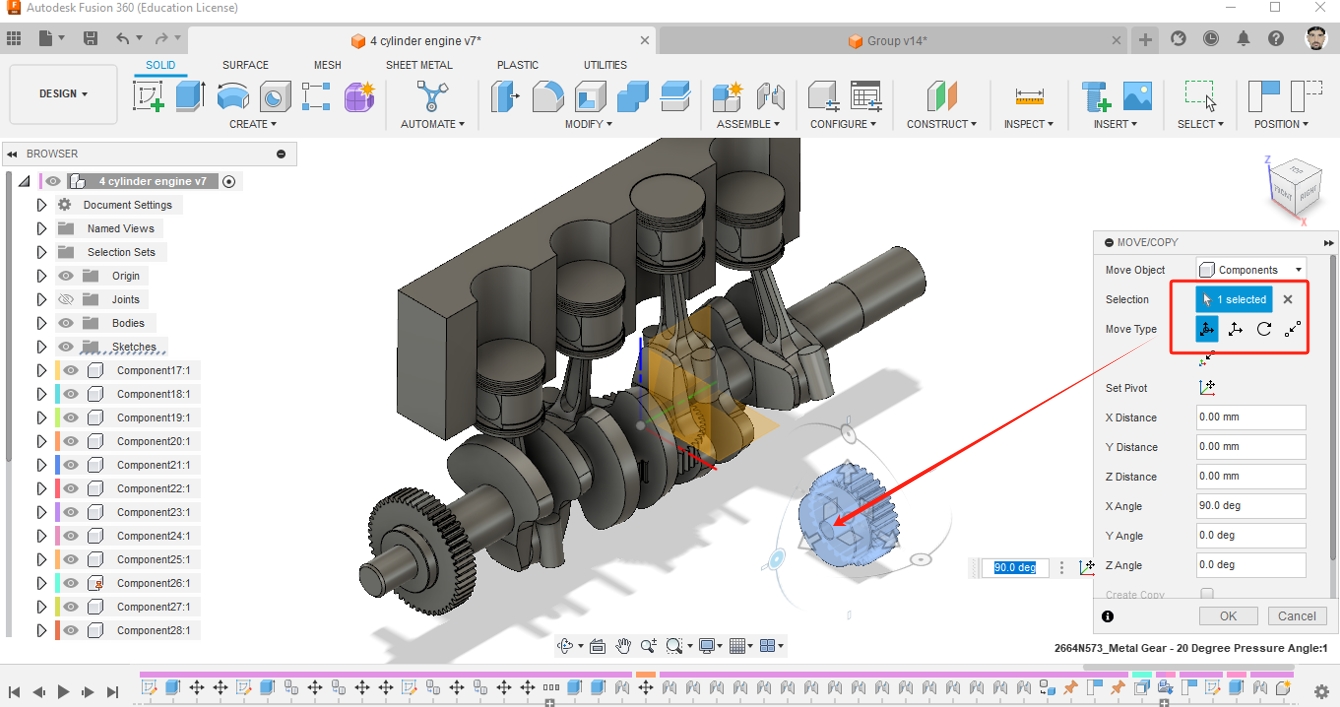 Autodesk Fusion 360 (Education License)
4 cylinder engine v7*
Group v14*
SOLID SURFACE MESH SHEET METAL PLASTIC UTILITIES
DESIGN
CREATE AUTOMATE MODIFY ASSEMBLE CONFIGURE CONSTRUCT INSPECT INSERT SELECT POSITION
BROWSER
4 cylinder engine v7
Document Settings
Named Views
Selection Sets
Origin
Joints
Bodies
Sketches
Component17:1
Component18:1
Component19:1
Component20:1
Component21:1
Component22:1
Component23:1
Component24:1
Component25:1
Component26:1
Component27:1
Component28:1
Z
TOP
FRONT
X
MOVE/COPY
Move Object Components
Selection 1 selected
Move Type
Set Pivot
X Distance 0.00 mm
Y Distance 0.00 mm
Z Distance 0.00 mm
X Angle 90.0 deg
Y Angle 0.0 deg
Z Angle 0.0 deg
Create Copy
OK Cancel
90.0 deg
2664N573_Metal Gear - 20 Degree Pressure Angle:1